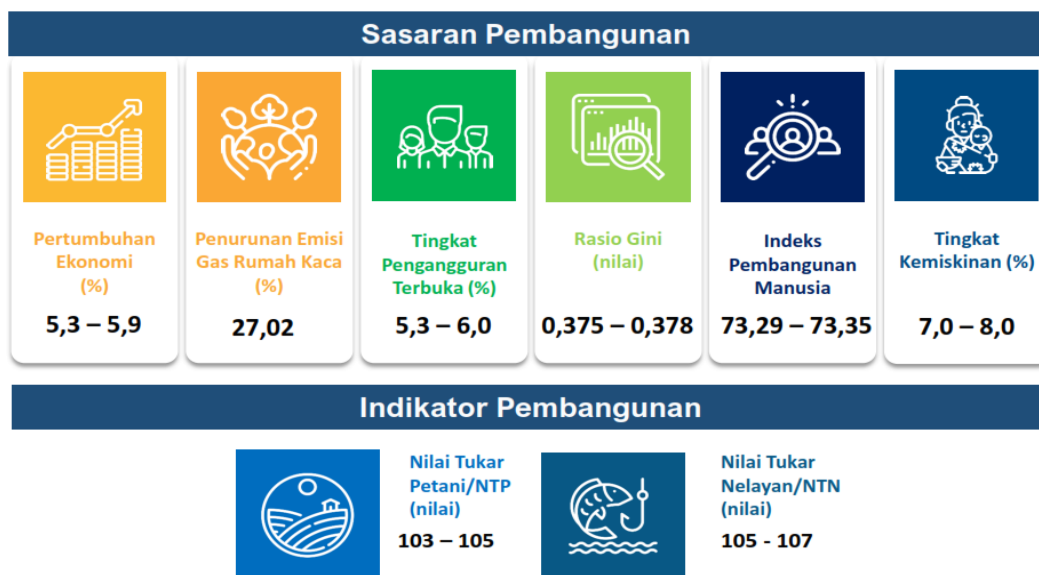 Sasaran Pembangunan
Pertumbuhan
Ekonomi
(%)
5,3 – 5,9
Penurunan Emisi
Gas Rumah Kaca
(%)
27,02
Tingkat
Pengangguran
Terbuka (%)
5,3 – 6,0
Rasio Gini
(nilai)
0,375 – 0,378
Indeks
Pembangunan
Manusia
73,29 – 73,35
Tingkat
Kemiskinan (%)
7,0 – 8,0
Indikator Pembangunan
Nilai Tukar
Petani/NTP
(nilai)
103 – 105
Nilai Tukar
Nelayan/NTN
(nilai)
105 - 107